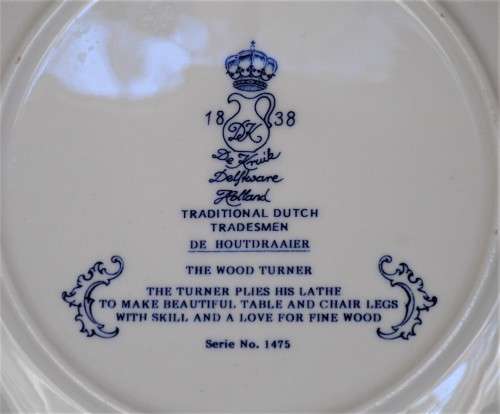 18 38
DK
De Kruik
Delftware
Holland
TRADITIONAL DUTCH
TRADESMEN
DE HOUTDRAAIER
THE WOOD TURNER
THE TURNER PLIES HIS LATHE
TO MAKE BEAUTIFUL TABLE AND CHAIR LEGS
WITH SKILL AND A LOVE FOR FINE WOOD
Serie No. 1475